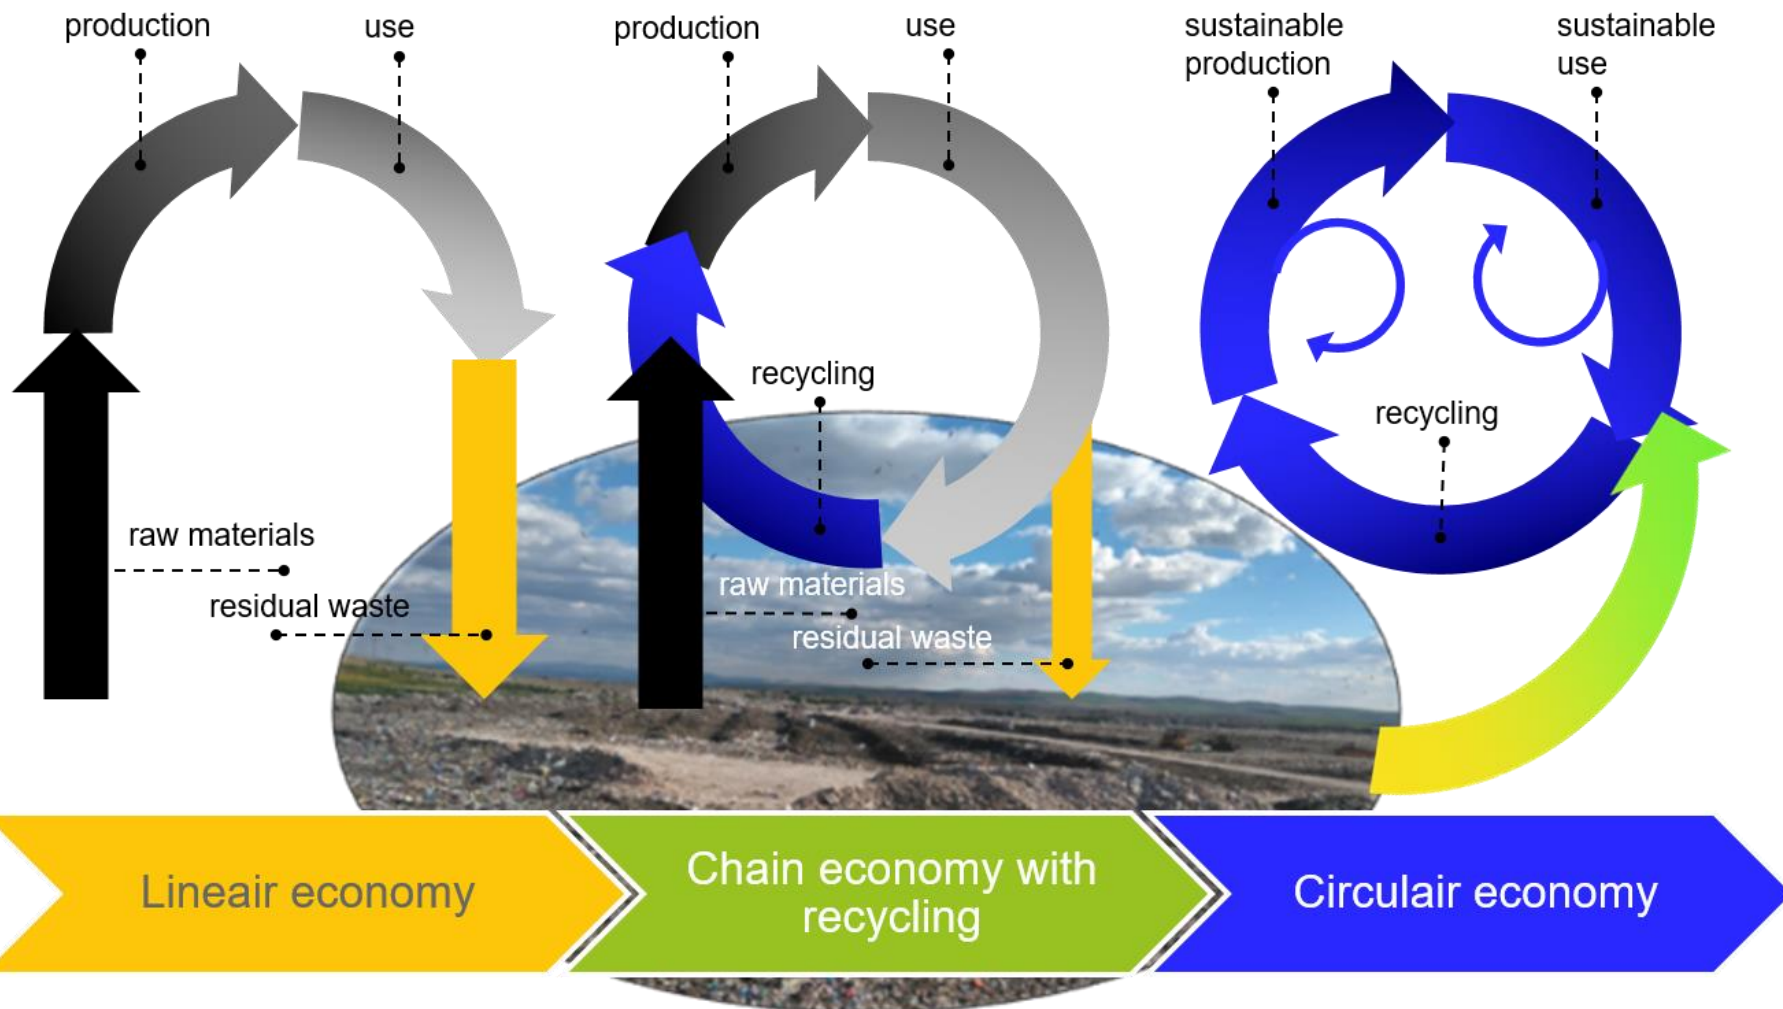 production
use
raw materials
residual waste
production
use
recycling
raw materials
residual waste
sustainable
production
sustainable
use
recycling
Lineair economy
Chain economy with
recycling
Circulair economy